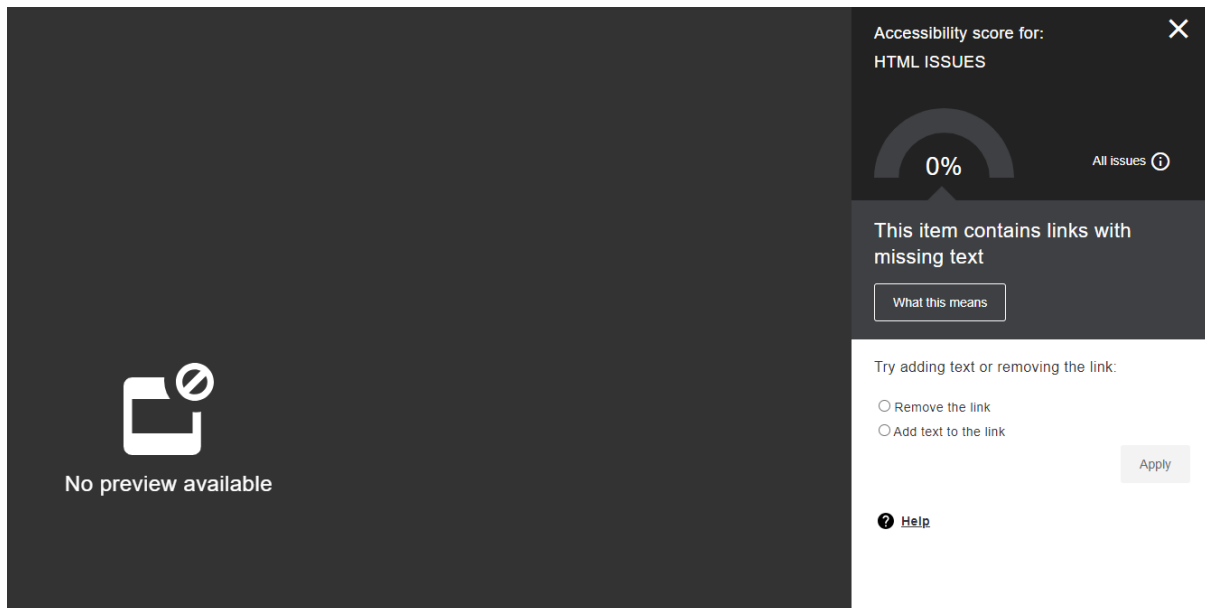 No preview available
Accessibility score for:
HTML ISSUES
0%
All issues
This item contains links with
missing text
What this means
Try adding text or removing the link:
Remove the link
Add text to the link
Apply
Help